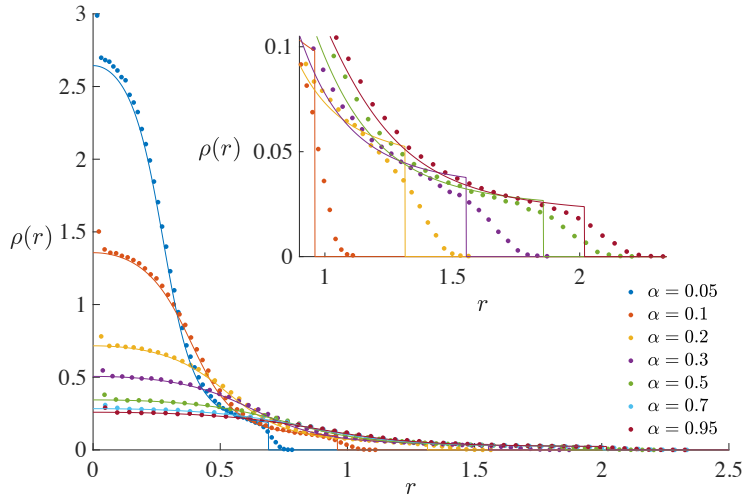 3
2.5
2
1.5
1
0.5
0
ρ(r)
0
0.5
1
1.5
2
2.5
r
0.1
0.05
0
ρ(r)
1
1.5
2
r
α = 0.05
α = 0.1
α = 0.2
α = 0.3
α = 0.5
α = 0.7
α = 0.95